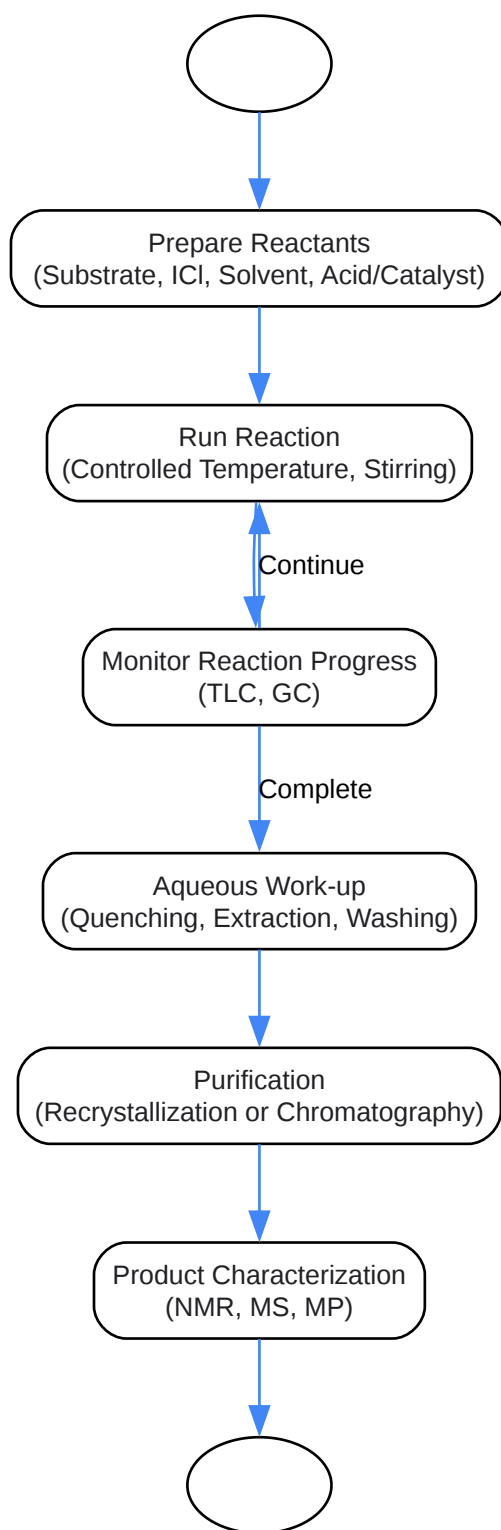 Prepare Reactants
(Substrate, ICl, Solvent, Acid/Catalyst)
Run Reaction
(Controlled Temperature, Stirring)
Continue
Monitor Reaction Progress
(TLC, GC)
Complete
Aqueous Work-up
(Quenching, Extraction, Washing)
Purification
(Recrystallization or Chromatography)
Product Characterization
(NMR, MS, MP)